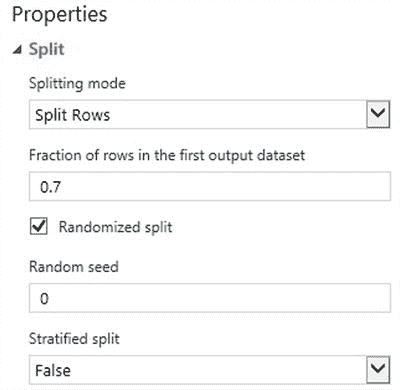 Properties
Split
Splitting mode
Split Rows
Fraction of rows in the first output dataset
0.7
Randomized split
Random seed
0
Stratified split
False